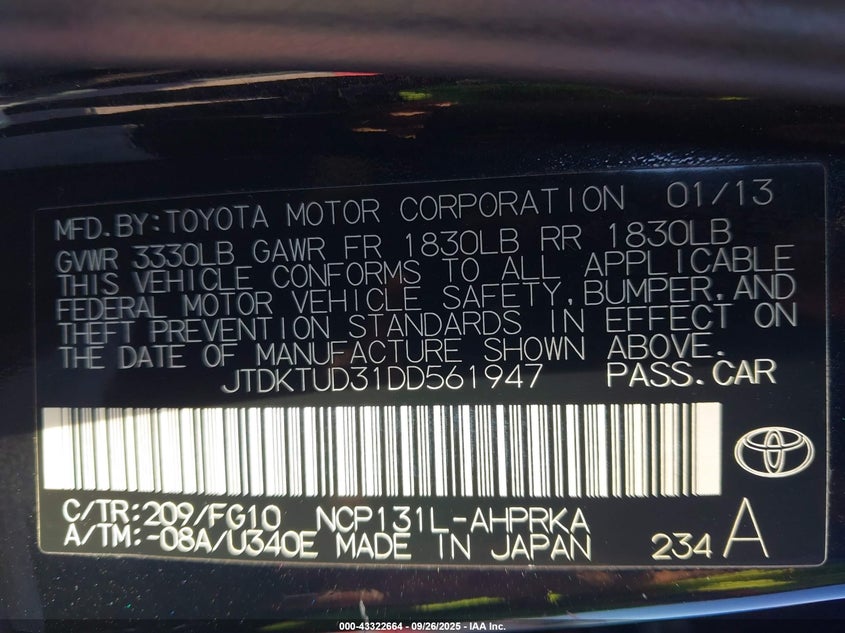 MFD.BY:TOYOTA MOTOR CORPORATION 01/13
GVWR 3330LB GAWR FR 1830LB RR 1830LB
THIS VEHICLE CONFORMS TO ALL APPLICABLE
FEDERAL MOTOR VEHICLE SAFETY,BUMPER,AND
THEFT PREVENTION STANDARDS IN EFFECT ON
THE DATE OF MANUFACTURE SHOWN ABOVE.
JTDKTUD31DD561947 PASS.CAR
C/TR:209/FG10 NCP131L-AHPRKA
A/TM:-08A/U340E MADE IN JAPAN 234 A
000-43322664 - 09/26/2025 - IAA Inc.